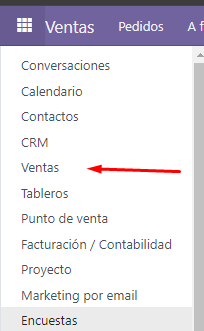 Ventas Pedidos A f
Conversaciones
Calendario
Contactos
CRM
Ventas
Tableros
Punto de venta
Facturación / Contabilidad
Proyecto
Marketing por email
Encuestas